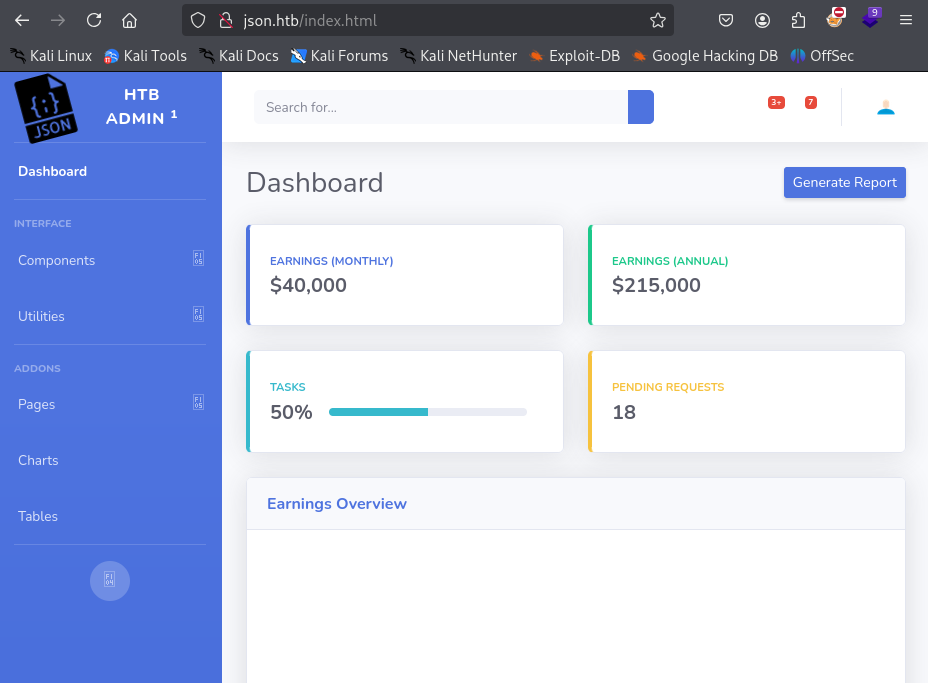 json.htb/index.html
9
Kali Linux Kali Tools Kali Docs Kali Forums Kali NetHunter Exploit-DB Google Hacking DB OffSec
{;}
JSON
HTB
ADMIN 1
Search for...
3+
7
Dashboard
INTERFACE
Components
Utilities
ADDONS
Pages
Charts
Tables
Dashboard
Generate Report
EARNINGS (MONTHLY)
$40,000
EARNINGS (ANNUAL)
$215,000
TASKS
50%
PENDING REQUESTS
18
Earnings Overview